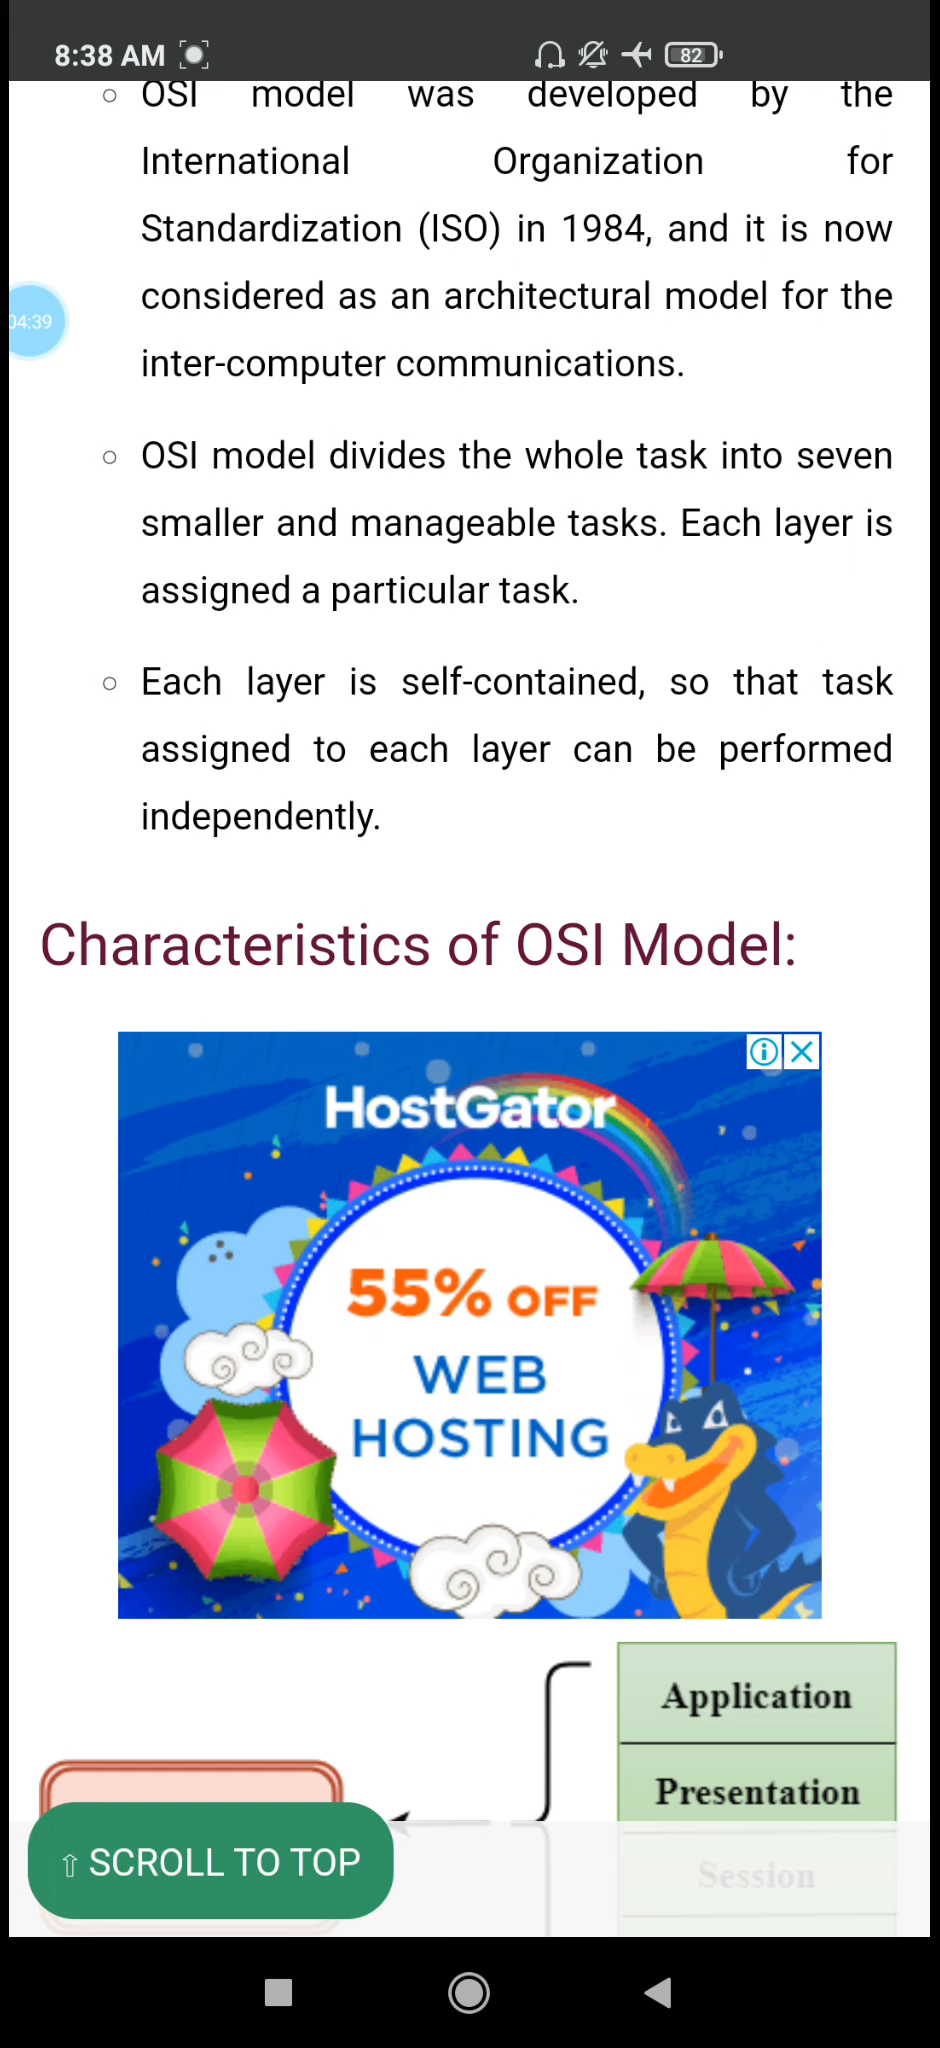 8:38 AM
82
OSI model was developed by the
International Organization for
Standardization (ISO) in 1984, and it is now
considered as an architectural model for the
04:39
inter-computer communications.
OSI model divides the whole task into seven
smaller and manageable tasks. Each layer is
assigned a particular task.
Each layer is self-contained, so that task
assigned to each layer can be performed
independently.
Characteristics of OSI Model:
HostGator
55% OFF
WEB
HOSTING
Application
Presentation
⇧ SCROLL TO TOP
Session